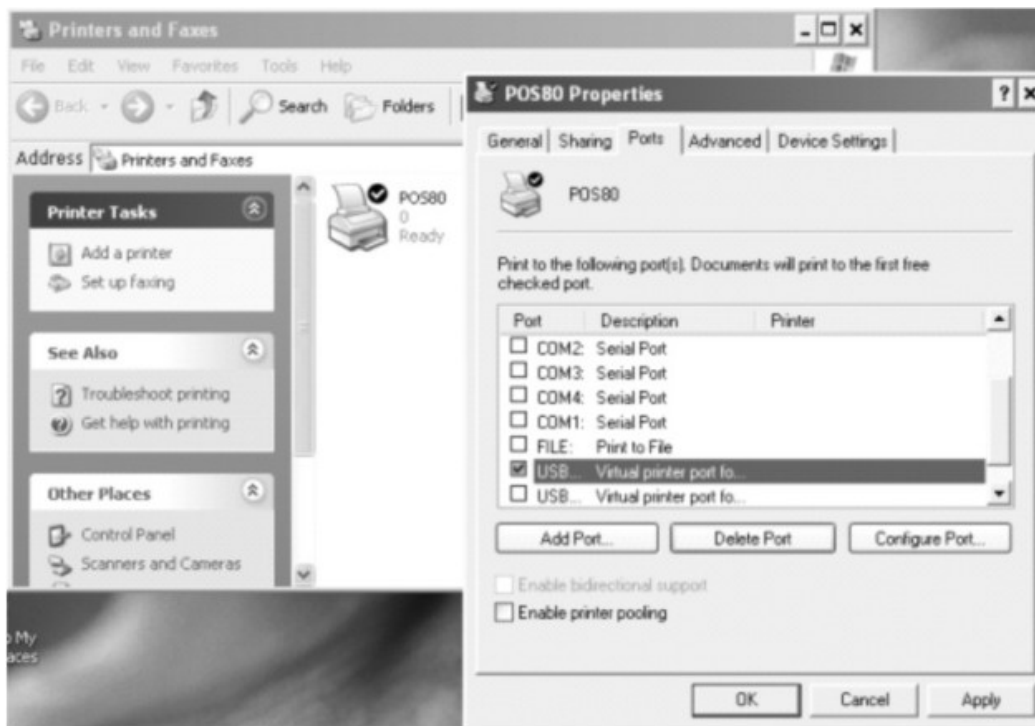 Printers and Faxes
File Edit View Favorites Tools Help
Back Search Folders
Address Printers and Faxes
Printer Tasks
Add a printer
Set up faxing
See Also
Troubleshoot printing
Get help with printing
Other Places
Control Panel
Scanners and Cameras
POS80
0
Ready
POS80 Properties
General Sharing Ports Advanced Device Settings
POS80
Print to the following port(s). Documents will print to the first free
checked port.
Port Description Printer
COM2: Serial Port
COM3: Serial Port
COM4: Serial Port
COM1: Serial Port
FILE: Print to File
USB... Virtual printer port fo...
USB... Virtual printer port fo...
Add Port... Delete Port Configure Port...
Enable bidirectional support
Enable printer pooling
OK Cancel Apply
My